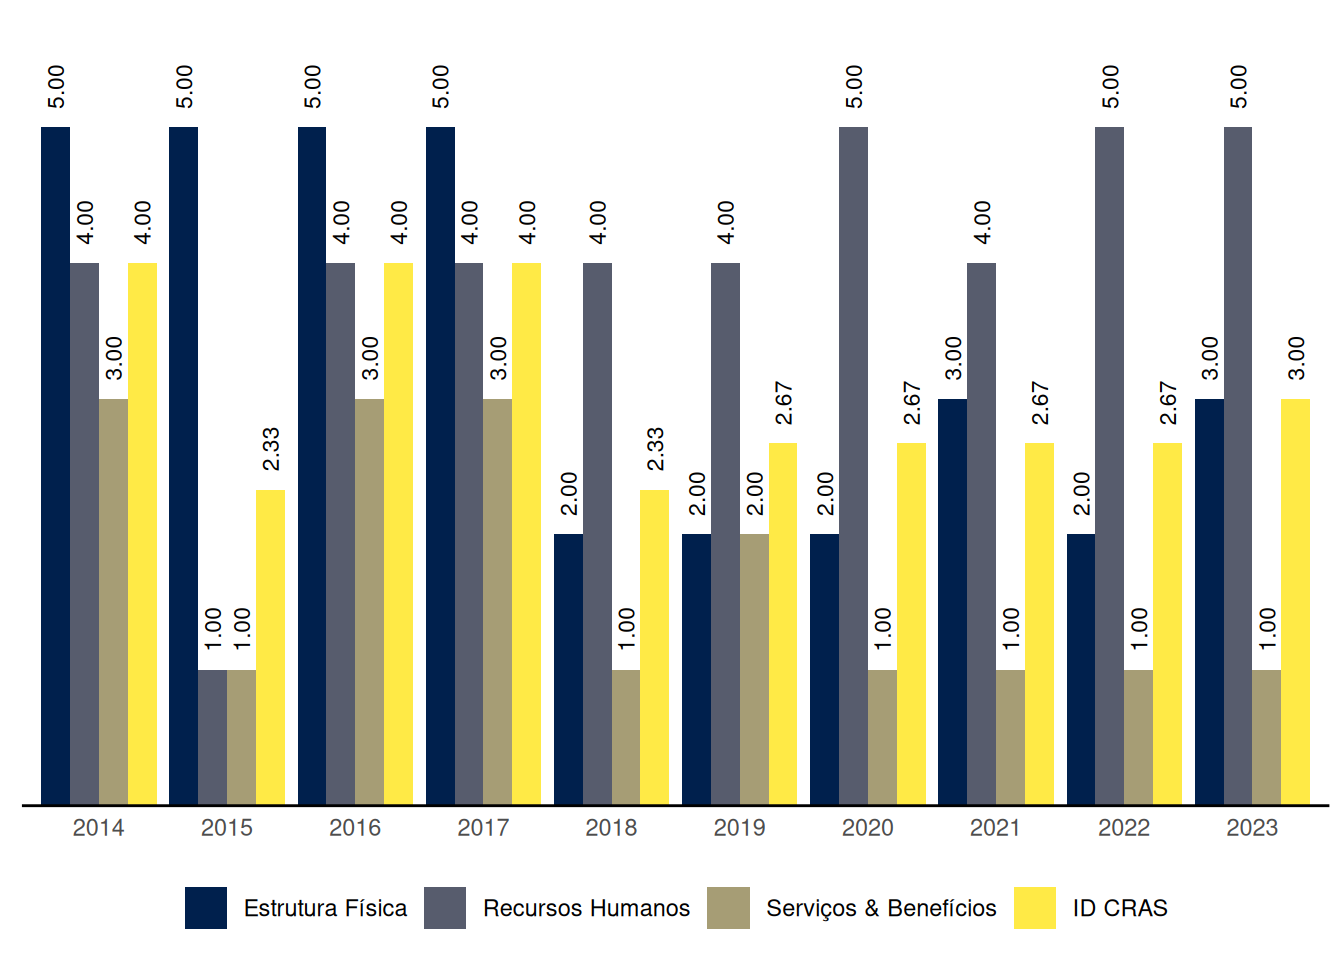 5.00 5.00 5.00 5.00 5.00 5.00 5.00
4.00 4.00 4.00 4.00 4.00 4.00 4.00 4.00 4.00
3.00 3.00 3.00 3.00 3.00 3.00
2.67 2.67 2.67 2.67
2.33 2.33
2.00 2.00 2.00 2.00 2.00
1.00 1.00 1.00 1.00 1.00 1.00 1.00
2014 2015 2016 2017 2018 2019 2020 2021 2022 2023
Estrutura Física Recursos Humanos Serviços & Benefícios ID CRAS